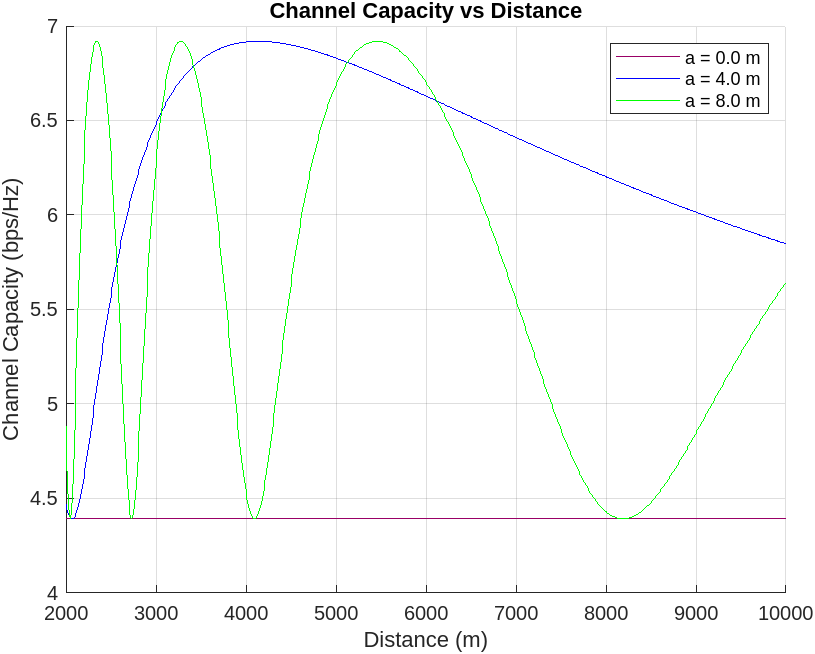 Channel Capacity vs Distance
7
6.5
6
5.5
5
4.5
4
Channel Capacity (bps/Hz)
a = 0.0 m
a = 4.0 m
a = 8.0 m
2000 3000 4000 5000 6000 7000 8000 9000 10000
Distance (m)